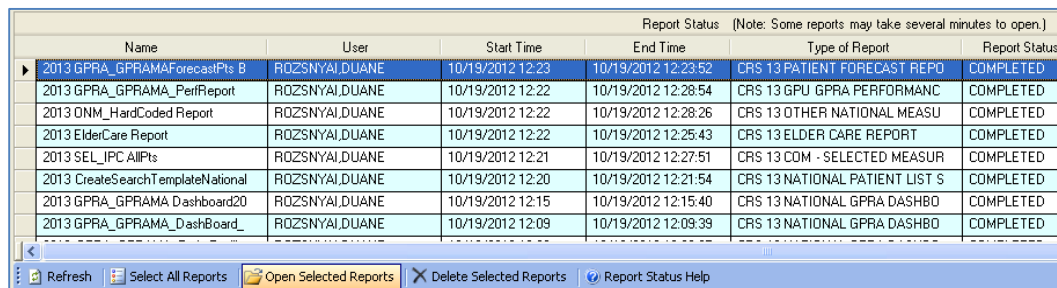 Report Status (Note: Some reports may take several minutes to open.)
Name User Start Time End Time Type of Report Report Status
2013 GPRA_GPRAMAForecastPts B ROZSNYAI,DUANE 10/19/2012 12:23 10/19/2012 12:23:52 CRS 13 PATIENT FORECAST REPO COMPLETED
2013 GPRA_GPRAMA_PerfReport ROZSNYAI,DUANE 10/19/2012 12:22 10/19/2012 12:28:54 CRS 13 GPU GPRA PERFORMANC COMPLETED
2013 ONM_HardCoded Report ROZSNYAI,DUANE 10/19/2012 12:22 10/19/2012 12:28:26 CRS 13 OTHER NATIONAL MEASU COMPLETED
2013 ElderCare Report ROZSNYAI,DUANE 10/19/2012 12:22 10/19/2012 12:25:43 CRS 13 ELDER CARE REPORT COMPLETED
2013 SEL_IPC AllPts ROZSNYAI,DUANE 10/19/2012 12:21 10/19/2012 12:27:51 CRS 13 COM - SELECTED MEASUR COMPLETED
2013 CreateSearchTemplateNational ROZSNYAI,DUANE 10/19/2012 12:20 10/19/2012 12:21:54 CRS 13 NATIONAL PATIENT LIST S COMPLETED
2013 GPRA_GPRAMA Dashboard20 ROZSNYAI,DUANE 10/19/2012 12:15 10/19/2012 12:15:40 CRS 13 NATIONAL GPRA DASHBO COMPLETED
2013 GPRA_GPRAMA_DashBoard_ ROZSNYAI,DUANE 10/19/2012 12:09 10/19/2012 12:09:39 CRS 13 NATIONAL GPRA DASHBO COMPLETED
Refresh Select All Reports Open Selected Reports Delete Selected Reports Report Status Help